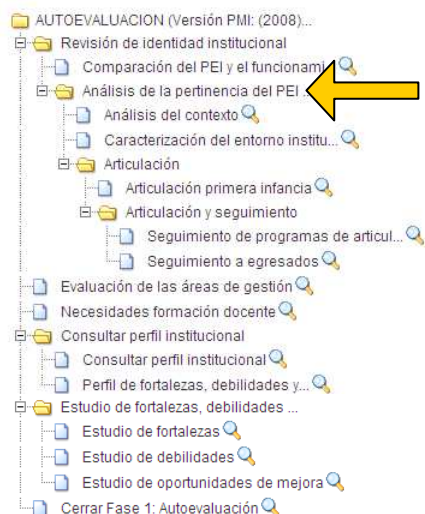 AUTOEVALUACION (Versión PMI: (2008)...
Revisión de identidad institucional
Comparación del PEI y el funcionami...
Análisis de la pertinencia del PEI ...
Análisis del contexto
Caracterización del entorno institu...
Articulación
Articulación primera infancia
Articulación y seguimiento
Seguimiento de programas de articul...
Seguimiento a egresados
Evaluación de las áreas de gestión
Necesidades formación docente
Consultar perfil institucional
Consultar perfil institucional
Perfil de fortalezas, debilidades y...
Estudio de fortalezas, debilidades ...
Estudio de fortalezas
Estudio de debilidades
Estudio de oportunidades de mejora
Cerrar Fase 1: Autoevaluación